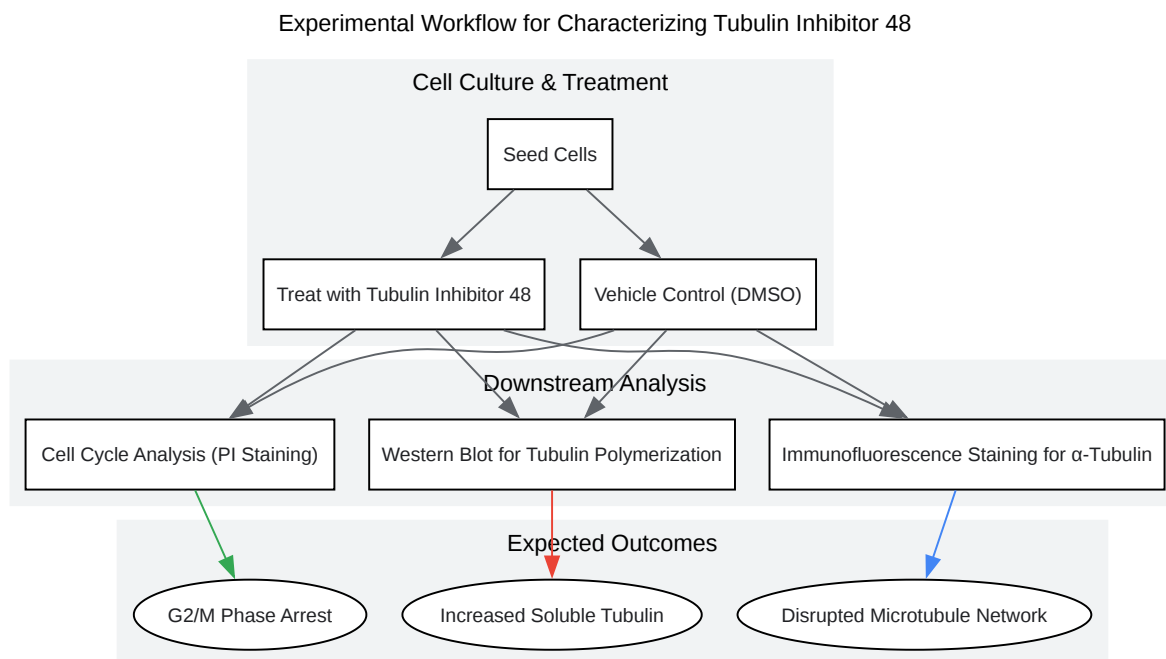 Experimental Workflow for Characterizing Tubulin Inhibitor 48
Cell Culture & Treatment
Seed Cells
Treat with Tubulin Inhibitor 48
Vehicle Control (DMSO)
Downstream Analysis
Cell Cycle Analysis (PI Staining)
Western Blot for Tubulin Polymerization
Immunofluorescence Staining for α-Tubulin
Expected Outcomes
G2/M Phase Arrest
Increased Soluble Tubulin
Disrupted Microtubule Network